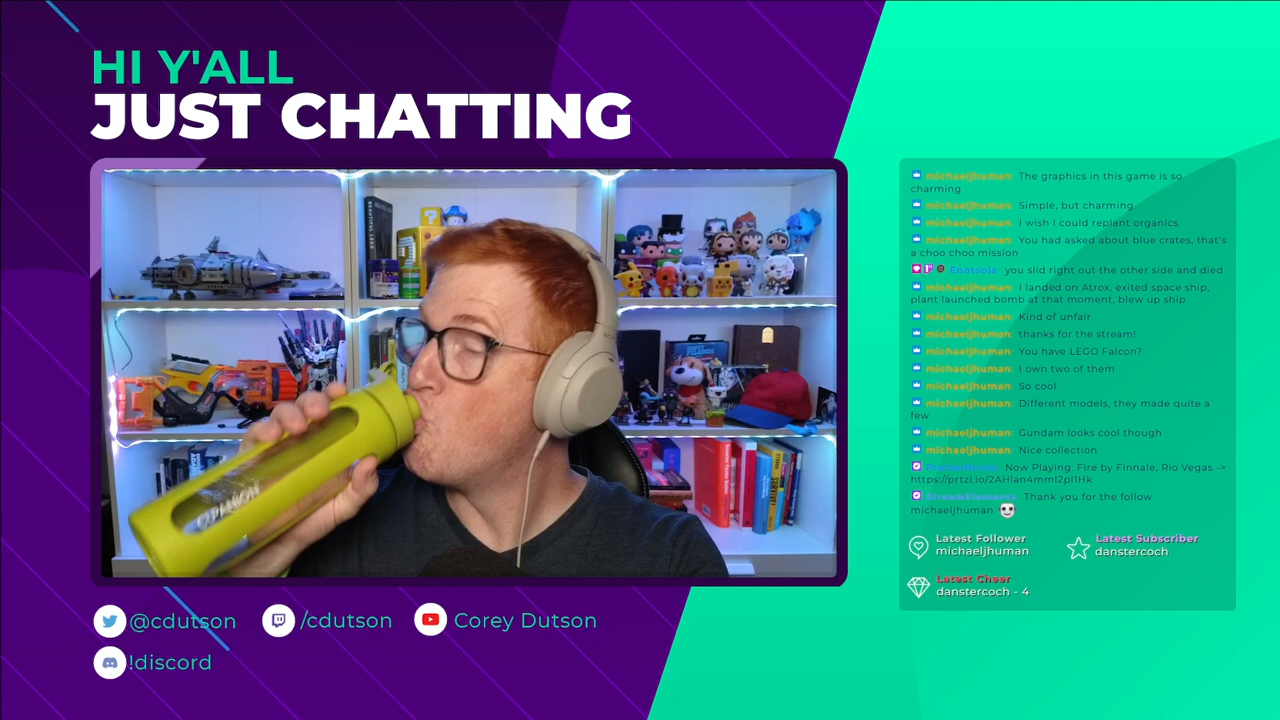 HI Y'ALL
JUST CHATTING
michaeljhuman: The graphics in this game is so
charming
michaeljhuman: Simple, but charming
michaeljhuman: I wish I could replant organics
michaeljhuman: You had asked about blue crates, that's
a choo choo mission
Enotsola: you slid right out the other side and died
michaeljhuman: I landed on Atrox, exited space ship,
plant launched bomb at that moment, blew up ship
michaeljhuman: Kind of unfair
michaeljhuman: thanks for the stream!
michaeljhuman: You have LEGO Falcon?
michaeljhuman: I own two of them
michaeljhuman: So cool
michaeljhuman: Different models, they made quite a
few
michaeljhuman: Gundam looks cool though
michaeljhuman: Nice collection
Now Playing: Fire by Finnale, Rio Vegas ->
StreamElements: Thank you for the follow
michaeljhuman
Latest Follower
michaeljhuman
Latest Subscriber
danstercoch
Latest Cheer
danstercoch - 4
@cdutson
/cdutson
Corey Dutson
!discord